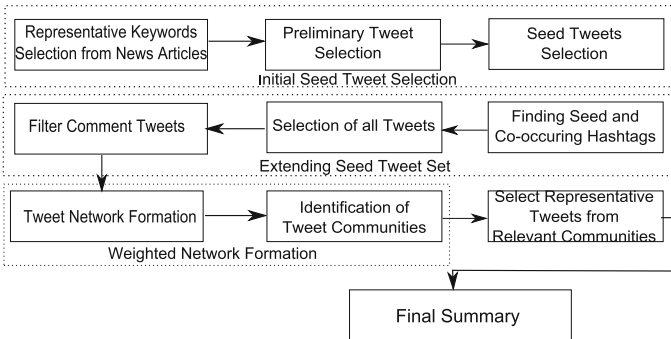 Representative Keywords
Selection from News Articles
Preliminary Tweet
Selection
Seed Tweets
Selection
Initial Seed Tweet Selection
Filter Comment Tweets
Selection of all Tweets
Finding Seed and
Co-occuring Hashtags
Extending Seed Tweet Set
Tweet Network Formation
Identification of
Tweet Communities
Select Representative
Tweets from
Relevant Communities
Weighted Network Formation
Final Summary